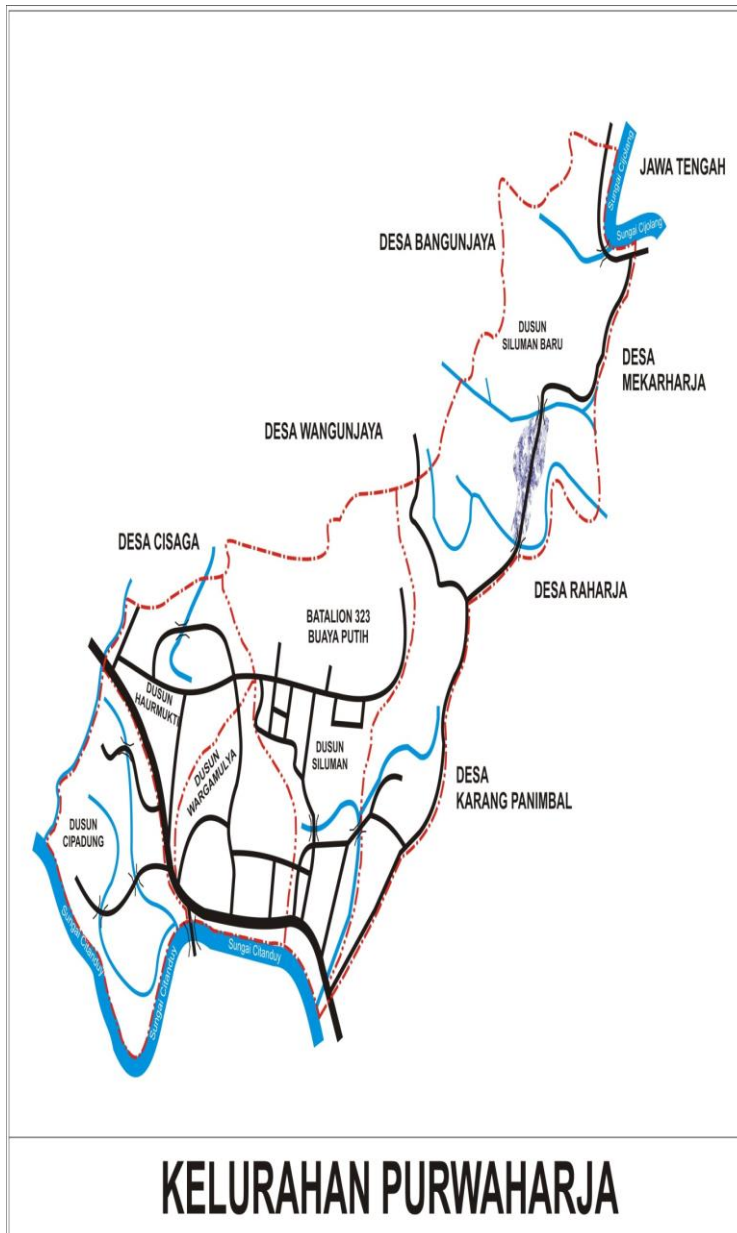 Sungai Cijolang
JAWA TENGAH
Sungai Cijolang
DESA BANGUNJAYA
DUSUN
SILUMAN BARU
DESA
MEKARHARJA
DESA WANGUNJAYA
DESA CISAGA
DESA RAHARJA
BATALION 323
BUAYA PUTIH
DUSUN
HAURMUKTI
DUSUN
WARGAMULYA
DUSUN
SILUMAN
DESA
KARANG PANIMBAL
DUSUN
CIPADUNG
Sungai Citanduy
Sungai Citanduy
Sungai Citanduy
KELURAHAN PURWAHARJA